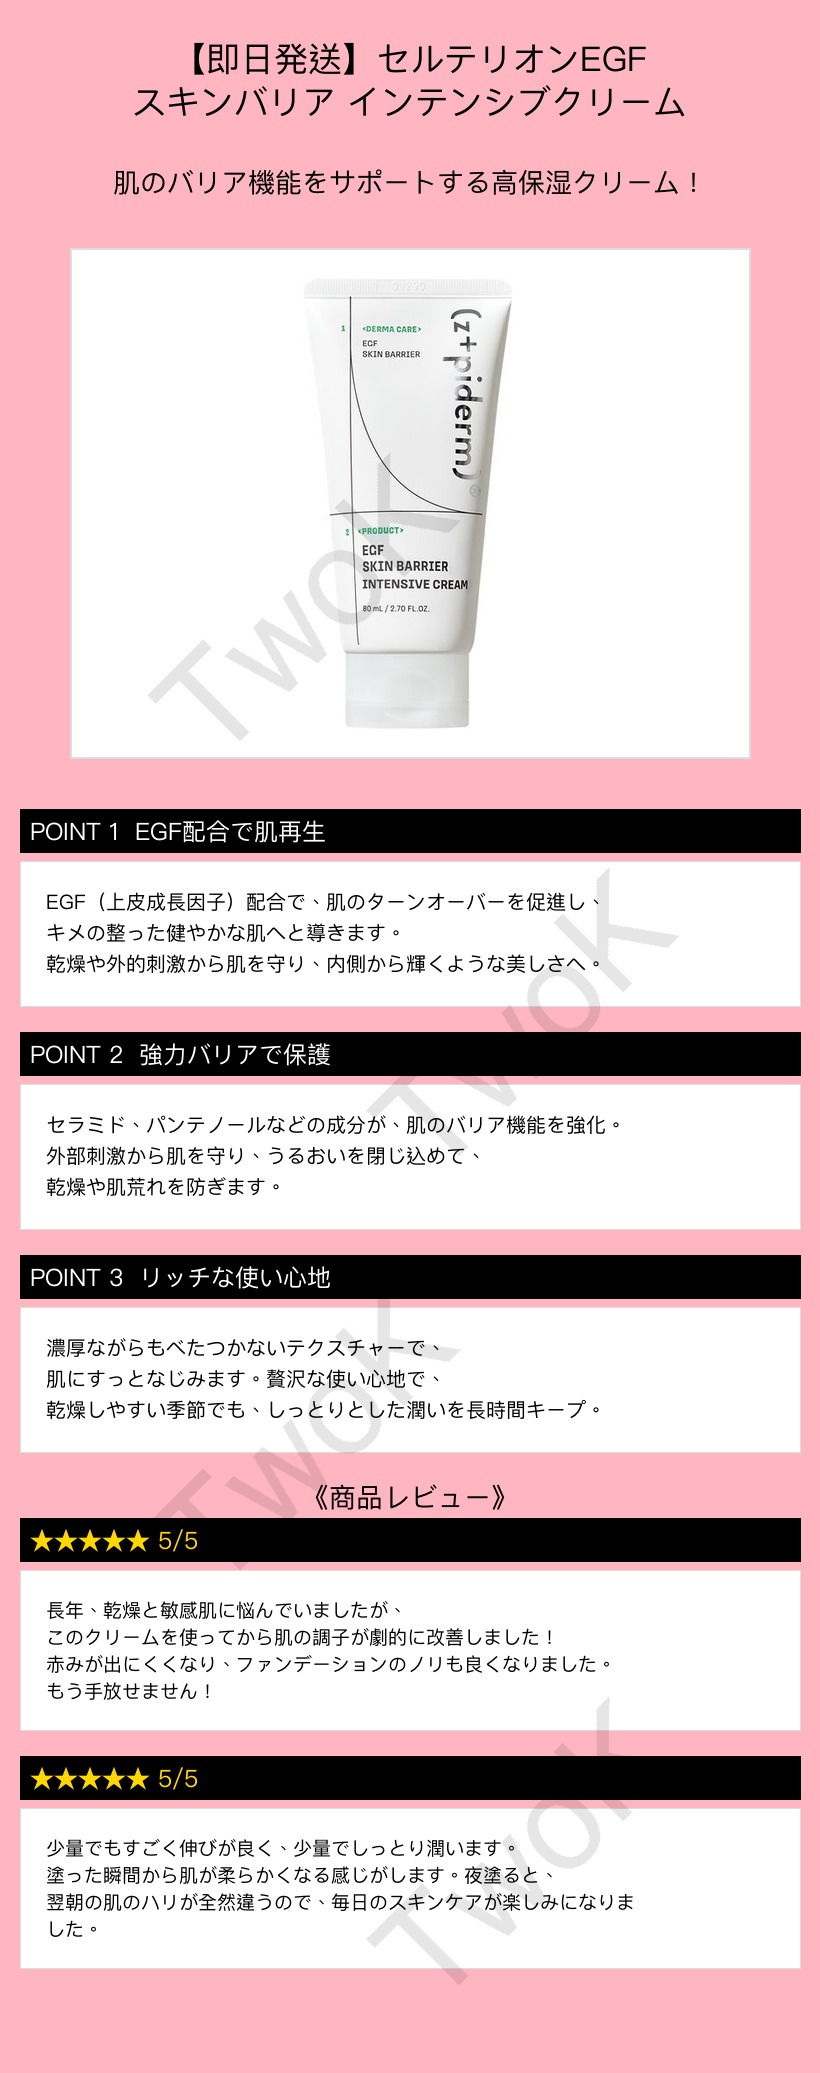 【即日発送】セルテリオンEGF
スキンバリア インテンシブクリーム
肌のバリア機能をサポートする高保湿クリーム！
1 <DERMA CARE>
EGF
SKIN BARRIER
(z+piderm)
2 <PRODUCT>
EGF
SKIN BARRIER
INTENSIVE CREAM
80 mL / 2.70 FL.OZ.
TwoK
POINT 1 EGF配合で肌再生
EGF（上皮成長因子）配合で、肌のターンオーバーを促進し、
キメの整った健やかな肌へと導きます。
乾燥や外的刺激から肌を守り、内側から輝くような美しさへ。
TwoK
POINT 2 強力バリアで保護
セラミド、パンテノールなどの成分が、肌のバリア機能を強化。
外部刺激から肌を守り、うるおいを閉じ込めて、
乾燥や肌荒れを防ぎます。
POINT 3 リッチな使い心地
濃厚ながらもべたつかないテクスチャーで、
肌にすっとなじみます。贅沢な使い心地で、
乾燥しやすい季節でも、しっとりとした潤いを長時間キープ。
TwoK
《商品レビュー》
★★★★★ 5/5
長年、乾燥と敏感肌に悩んでいましたが、
このクリームを使ってから肌の調子が劇的に改善しました！
赤みが出にくくなり、ファンデーションのノリも良くなりました。
もう手放せません！
★★★★★ 5/5
少量でもすごく伸びが良く、少量でしっとり潤います。
塗った瞬間から肌が柔らかくなる感じがします。夜塗ると、
翌朝の肌のハリが全然違うので、毎日のスキンケアが楽しみになりま
した。
TwoK